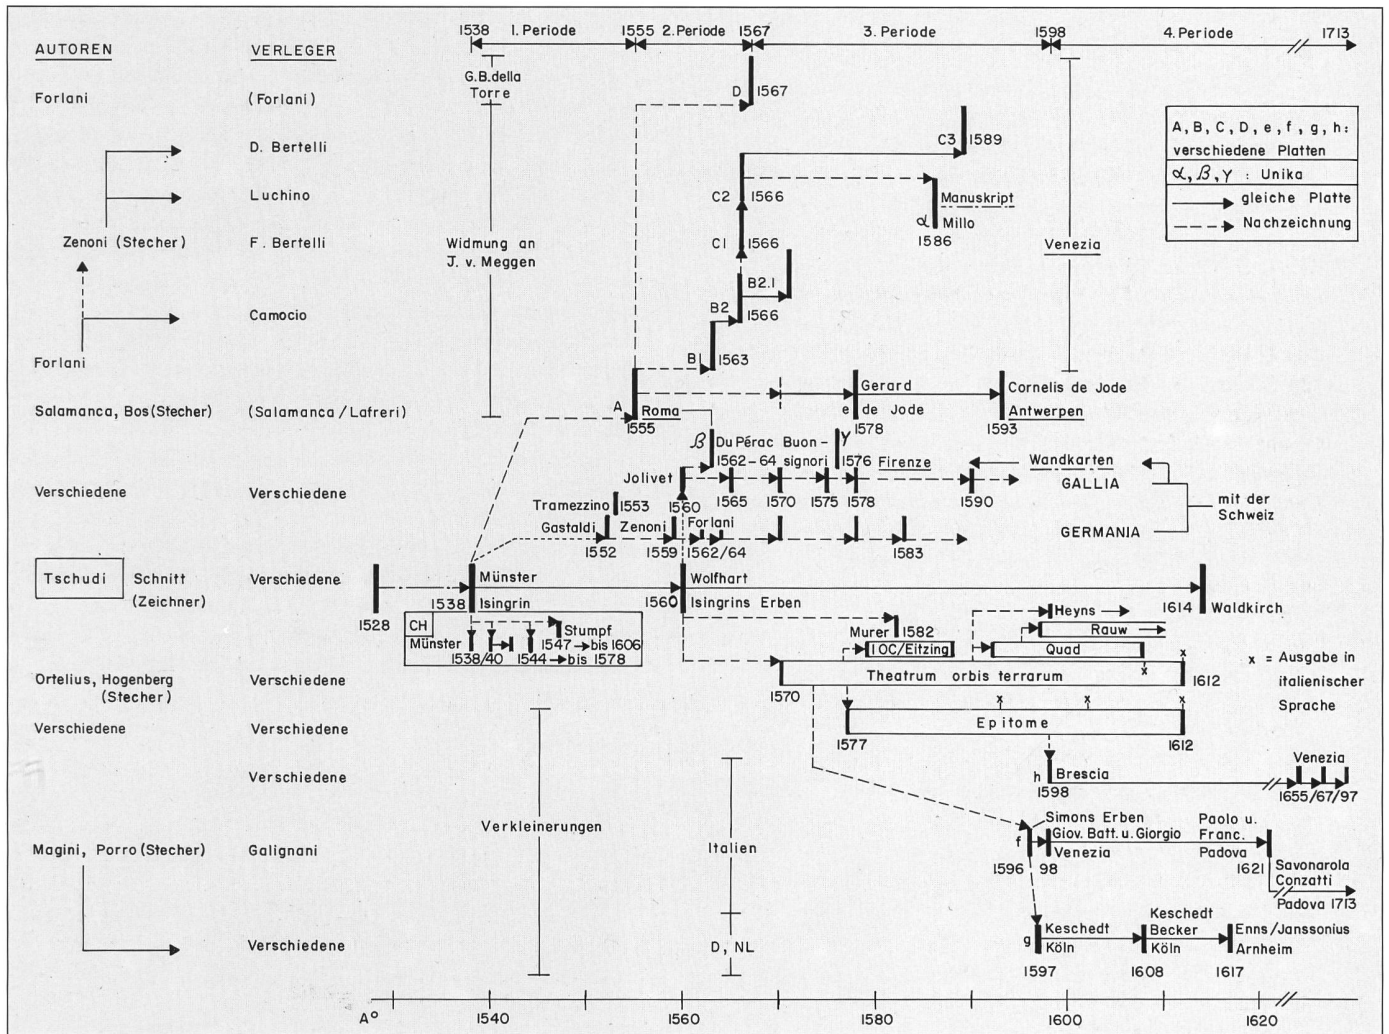 1538 1. Periode 1555 2. Periode 1567 3. Periode 1598 4. Periode 1713
AUTOREN VERLEGER
G.B. della
Torre
Forlani (Forlani) D 1567
A, B, C, D, e, f, g, h:
verschiedene Platten
α, β, γ : Unika
gleiche Platte
Nachzeichnung
D. Bertelli C3 1589
Luchino C2 1566 Manuskript
α Millo
1586
Zenoni (Stecher) F. Bertelli Widmung an
J. v. Meggen
C1 1566 Venezia
B2.1
Camocio B2 1566
Forlani B1 1563
Gerard Cornelis de Jode
Salamanca, Bos (Stecher) (Salamanca / Lafreri) A Roma e de Jode Antwerpen
1555 1578 1593
β Du Pérac Buon- γ
1562-64 signori 1576 Firenze Wandkarten
Jolivet GALLIA
Verschiedene Verschiedene 1560 1565 1570 1575 1578 1590
mit der
Schweiz
Tramezzino 1553
Gastaldi Zenoni Forlani GERMANIA
1552 1559 1562/64 1583
Tschudi Schnitt
(Zeichner)
Verschiedene Münster Wolfhart
1528 1538 Isingrin 1560 Isingrins Erben 1614 Waldkirch
CH Stumpf
Münster 1547 bis 1606
1538/40 1544 bis 1578
Heyns
Murer 1582 Rauw
IOC/Eitzing Quad
x
x = Ausgabe in
italienischer
Sprache
Ortelius, Hogenberg
(Stecher)
Verschiedene Theatrum orbis terrarum x 1612
1570
x x x
Verschiedene Verschiedene Epitome
1577 1612
Verschiedene h Brescia Venezia
1598 1655/67/97
Verkleinerungen Italien
Simons Erben Paolo u.
Giov. Batt. u. Giorgio Franc.
Magini, Porro (Stecher) Galignani f Venezia Padova
1596 98 1621 Savonarola
Conzatti
Padova 1713
Keschedt
Keschedt Becker Enns/Janssonius
Verschiedene D, NL g Köln Köln Arnheim
1597 1608 1617
A° 1540 1560 1580 1600 1620